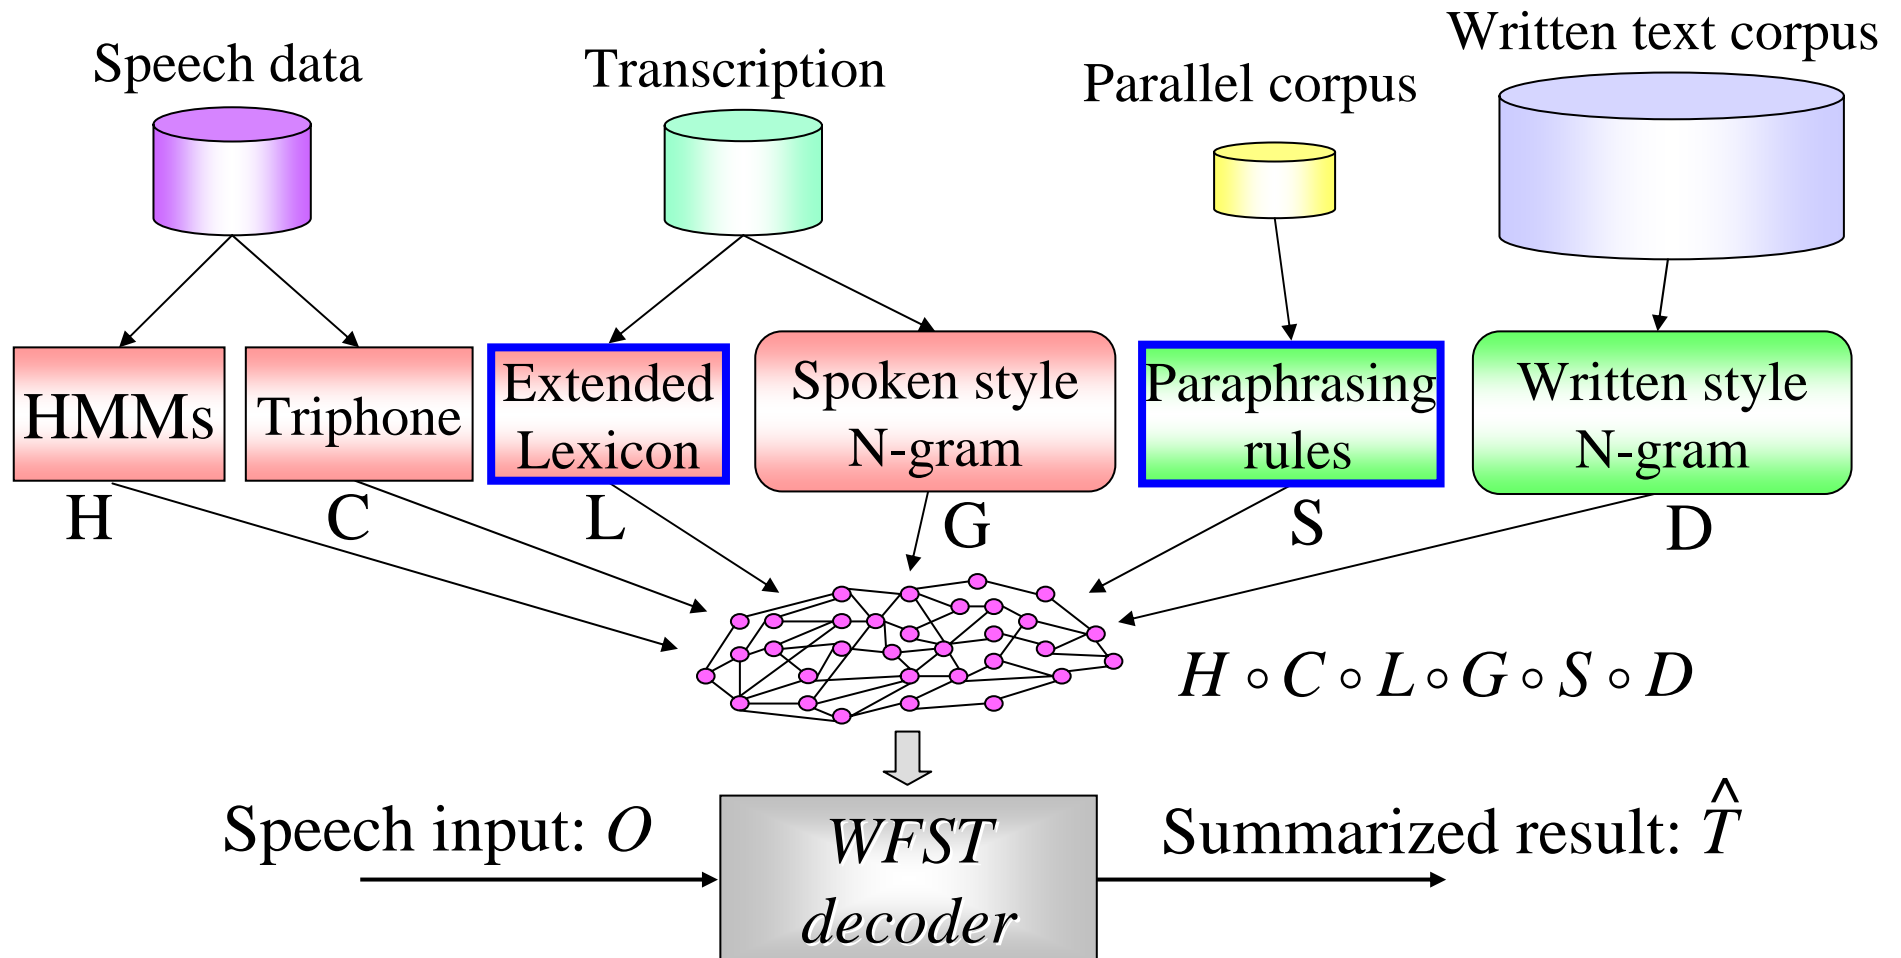 Speech data
Transcription
Parallel corpus
Written text corpus
HMMs
Triphone
Extended
Lexicon
Spoken style
N-gram
Paraphrasing
rules
Written style
N-gram
H
C
L
G
S
D
H ∘ C ∘ L ∘ G ∘ S ∘ D
Speech input: O
WFST
decoder
Summarized result: T̂